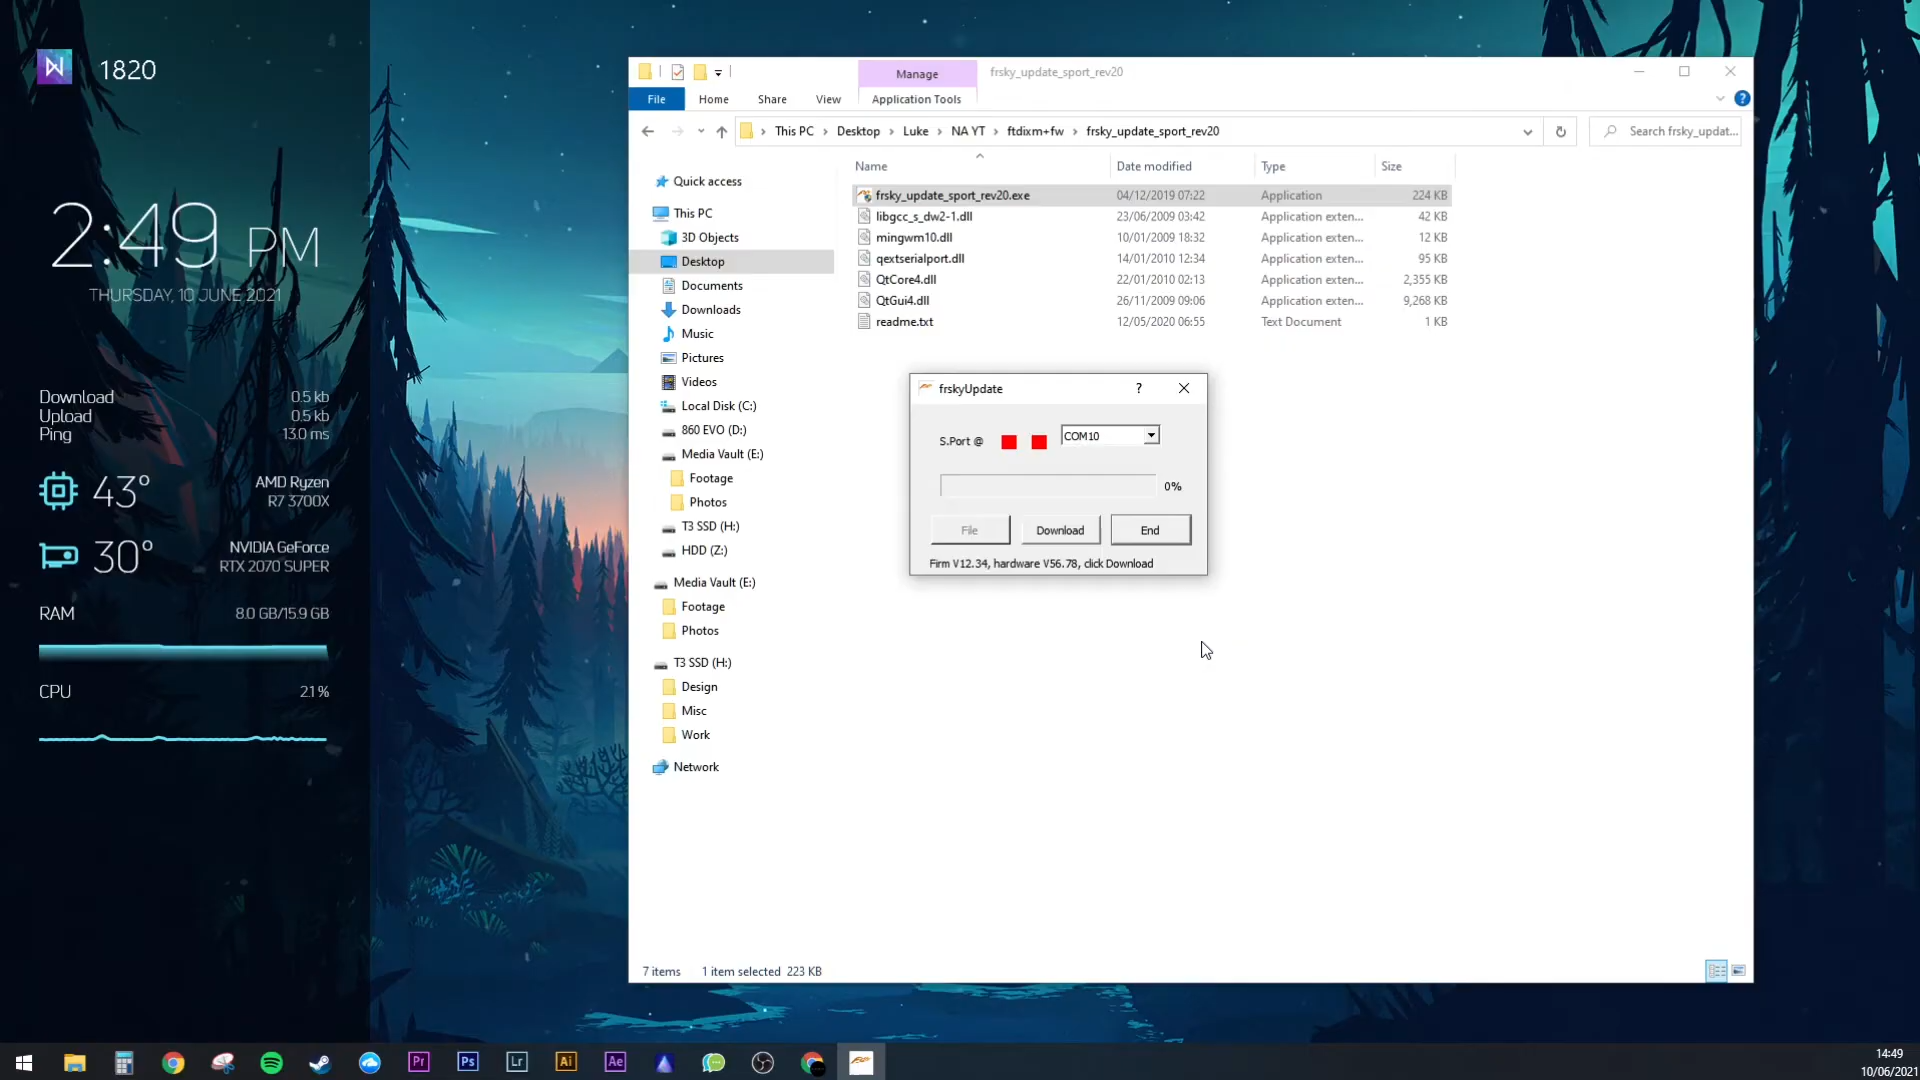 1820
2:49 PM
THURSDAY, 10 JUNE 2021
Download 0.5 kb
Upload 0.5 kb
Ping 13.0 ms
43° AMD Ryzen
R7 3700X
30° NVIDIA GeForce
RTX 2070 SUPER
RAM 8.0 GB/15.9 GB
CPU 2.1%
Manage frsky_update_sport_rev20
File Home Share View Application Tools
This PC Desktop Luke NA YT ftdixm+fw frsky_update_sport_rev20 Search frsky_updat...
Quick access
This PC
3D Objects
Desktop
Documents
Downloads
Music
Pictures
Videos
Local Disk (C:)
860 EVO (D:)
Media Vault (E:)
Footage
Photos
T3 SSD (H:)
HDD (Z:)
Media Vault (E:)
Footage
Photos
T3 SSD (H:)
Design
Misc
Work
Network
Name Date modified Type Size
frsky_update_sport_rev20.exe 04/12/2019 07:22 Application 224 KB
libgcc_s_dw2-1.dll 23/06/2009 03:42 Application exten... 42 KB
mingwm10.dll 10/01/2009 18:32 Application exten... 12 KB
qextserialport.dll 14/01/2010 12:34 Application exten... 95 KB
QtCore4.dll 22/01/2010 02:13 Application exten... 2,355 KB
QtGui4.dll 26/11/2009 09:06 Application exten... 9,268 KB
readme.txt 12/05/2020 06:55 Text Document 1 KB
frskyUpdate ?
S.Port @ COM10
0%
File Download End
Firm V12.34, hardware V56.78, click Download
7 items 1 item selected 223 KB
Pr Ps Lr Ai Ae
14:49
10/06/2021